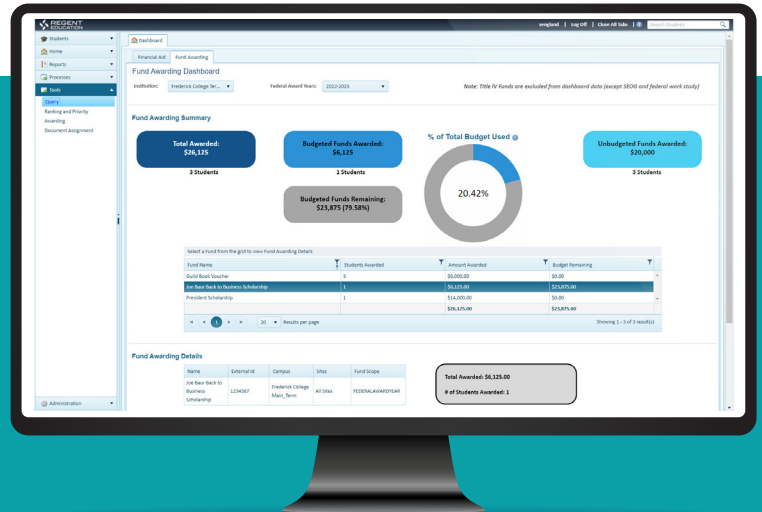 REGENT
EDUCATION
aengland | Log Off | Close All Tabs | Search Students
Students
Home
Reports
Processes
Tools
Query
Ranking and Priority
Awarding
Document Assignment
Administration
Dashboard
Financial Aid Fund Awarding
Fund Awarding Dashboard
Institution: Frederick College Ter... Federal Award Years: 2022-2023 Note: Title IV Funds are excluded from dashboard data (except SEOG and federal work study)
Fund Awarding Summary
Total Awarded:
$26,125
3 Students
Budgeted Funds Awarded:
$6,125
1 Students
Budgeted Funds Remaining:
$23,875 (79.58%)
% of Total Budget Used
20.42%
Unbudgeted Funds Awarded:
$20,000
3 Students
Select a Fund from the grid to view Fund Awarding Details
Fund Name Students Awarded Amount Awarded Budget Remaining
Guild Book Voucher 3 $6,000.00 $0.00
Joe Baur Back to Business Scholarship 1 $6,125.00 $23,875.00
President Scholarship 1 $14,000.00 $0.00
$26,125.00 $23,875.00
1 20 Results per page Showing 1 - 3 of 3 result(s)
Fund Awarding Details
Name External Id Campus Sites Fund Scope
Joe Baur Back to
Business
Scholarship
1234567
Frederick College
Main_Term
All Sites
FEDERALAWARDYEAR
Total Awarded: $6,125.00
# of Students Awarded: 1